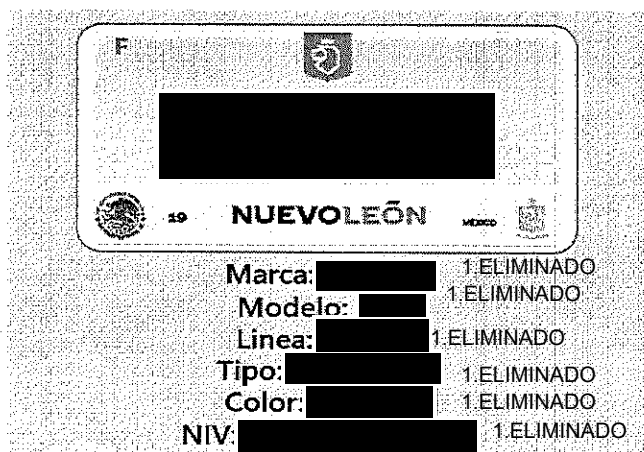 F
19 NUEVOLEÓN MÉXICO
Marca: 1.ELIMINADO
Modelo: 1.ELIMINADO
Linea: 1.ELIMINADO
Tipo: 1.ELIMINADO
Color: 1.ELIMINADO
NIV: 1.ELIMINADO